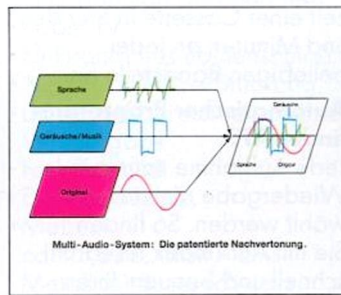 Sprache
Geräusche/Musik
Original
Geräusche
Sprache
Original
Multi-Audio-System: Die patentierte Nachvertonung.